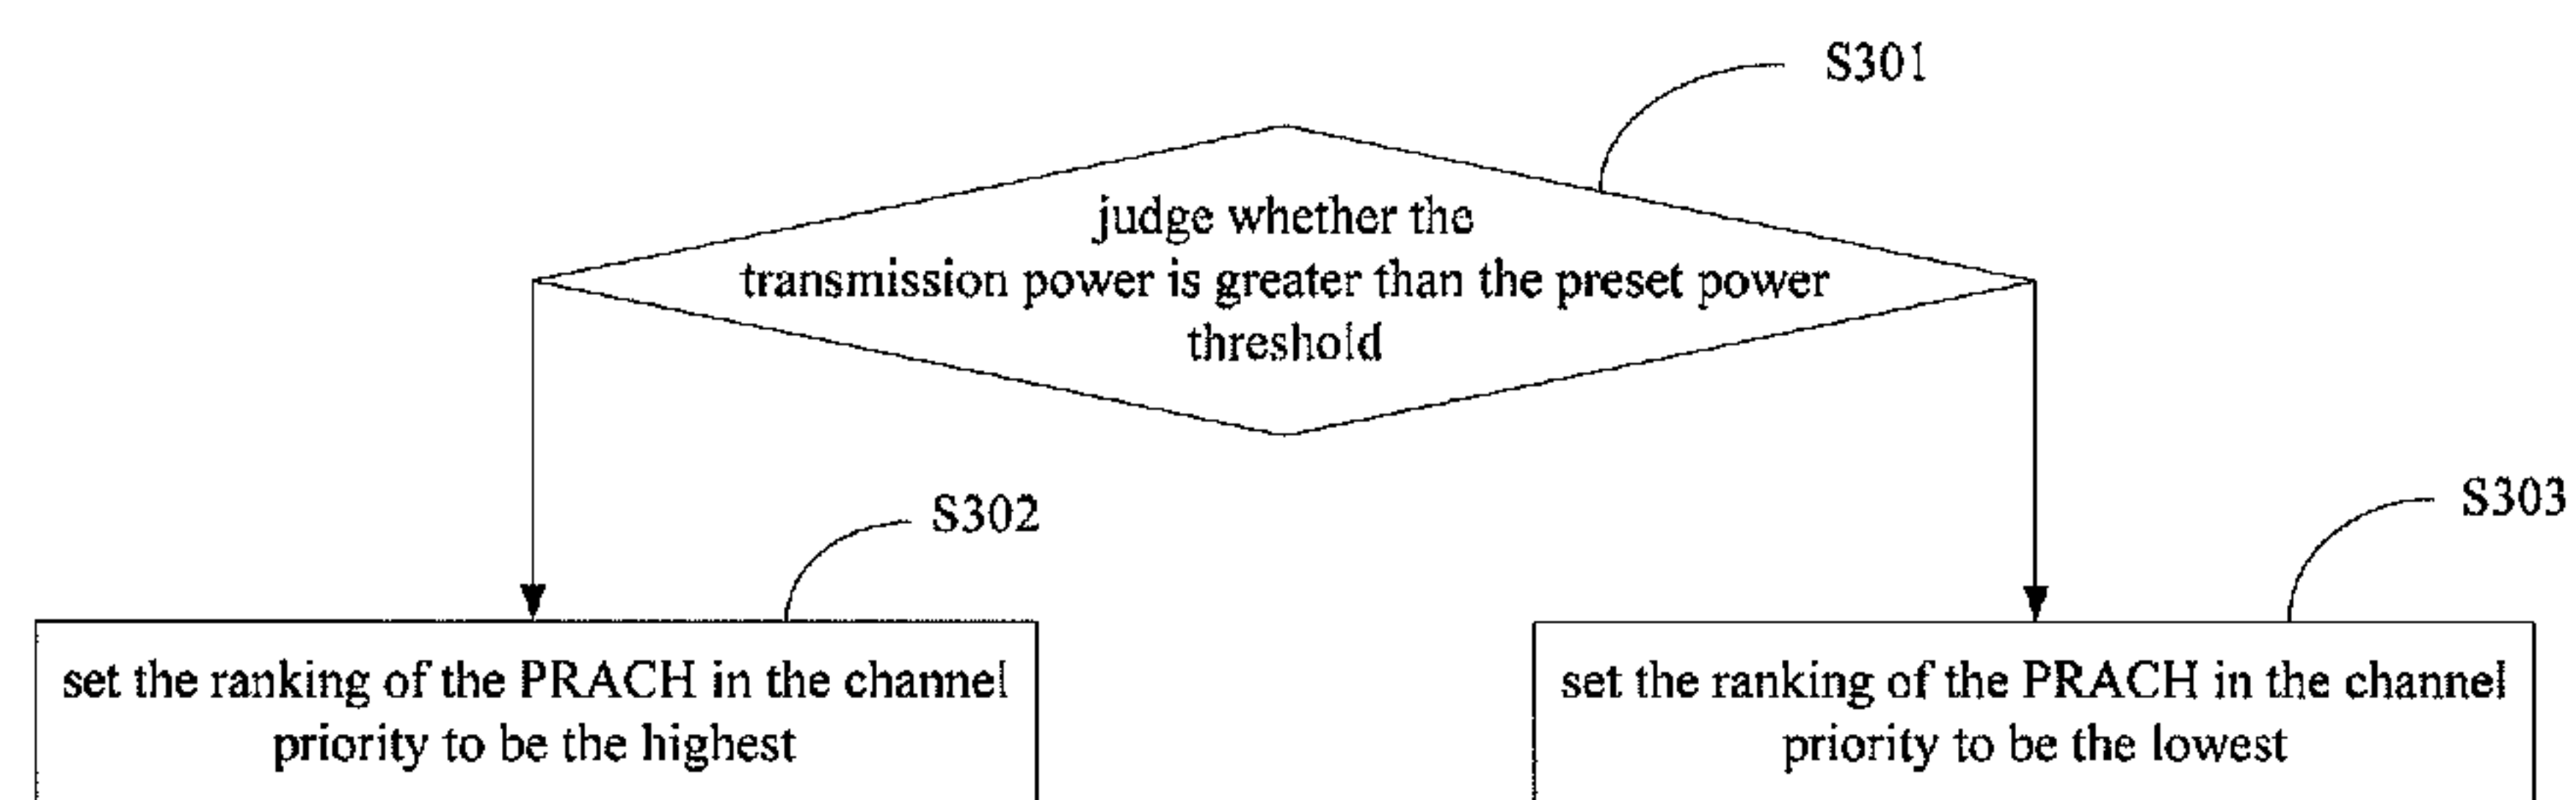 S301
judge whether the
transmission power is greater than the preset power
threshold
S302
S303
set the ranking of the PRACH in the channel
priority to be the highest
set the ranking of the PRACH in the channel
priority to be the lowest